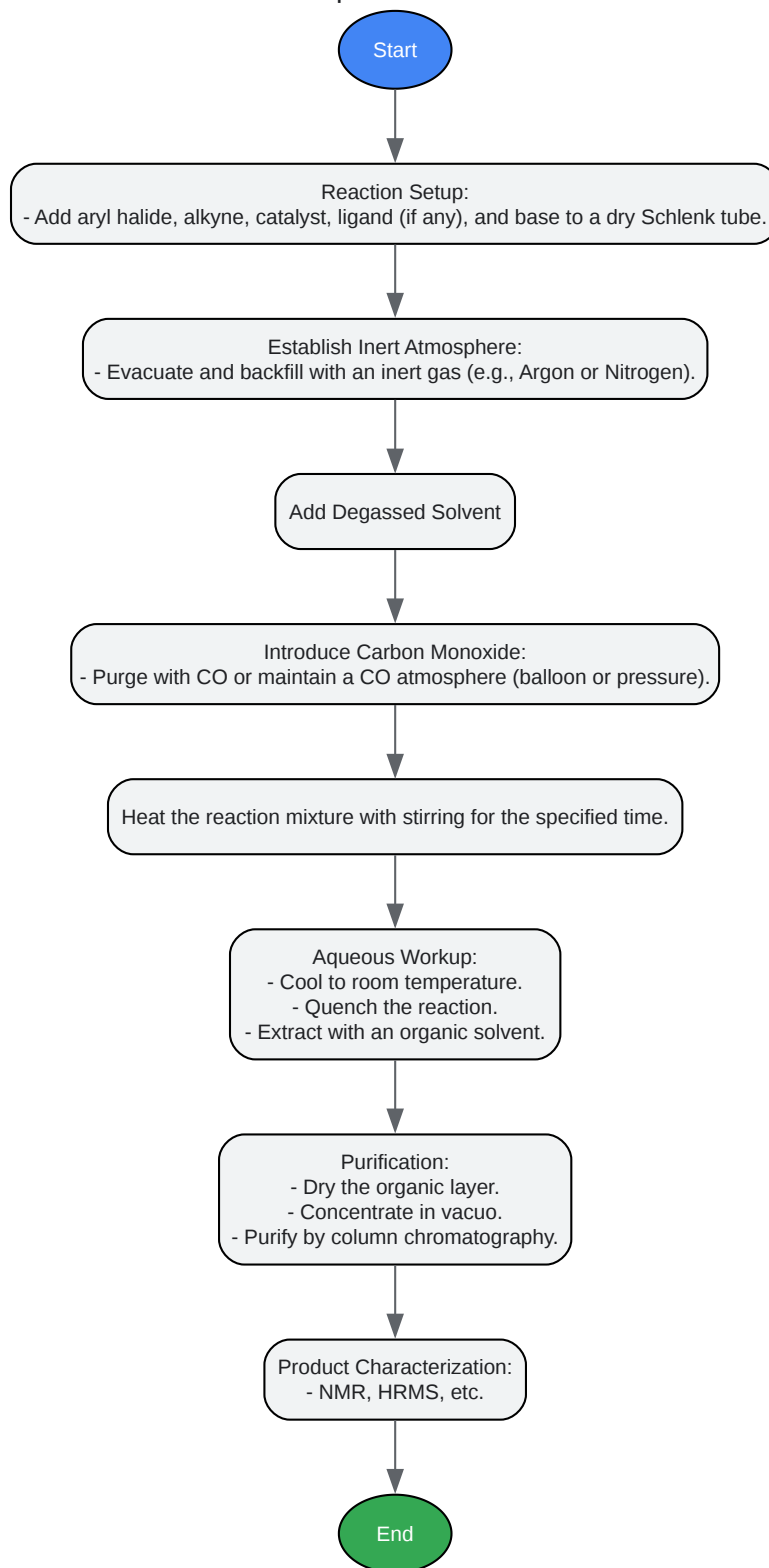 Start
Reaction Setup:
- Add aryl halide, alkyne, catalyst, ligand (if any), and base to a dry Schlenk tube.
Establish Inert Atmosphere:
- Evacuate and backfill with an inert gas (e.g., Argon or Nitrogen).
Add Degassed Solvent
Introduce Carbon Monoxide:
- Purge with CO or maintain a CO atmosphere (balloon or pressure).
Heat the reaction mixture with stirring for the specified time.
Aqueous Workup:
- Cool to room temperature.
- Quench the reaction.
- Extract with an organic solvent.
Purification:
- Dry the organic layer.
- Concentrate in vacuo.
- Purify by column chromatography.
Product Characterization:
- NMR, HRMS, etc.
End